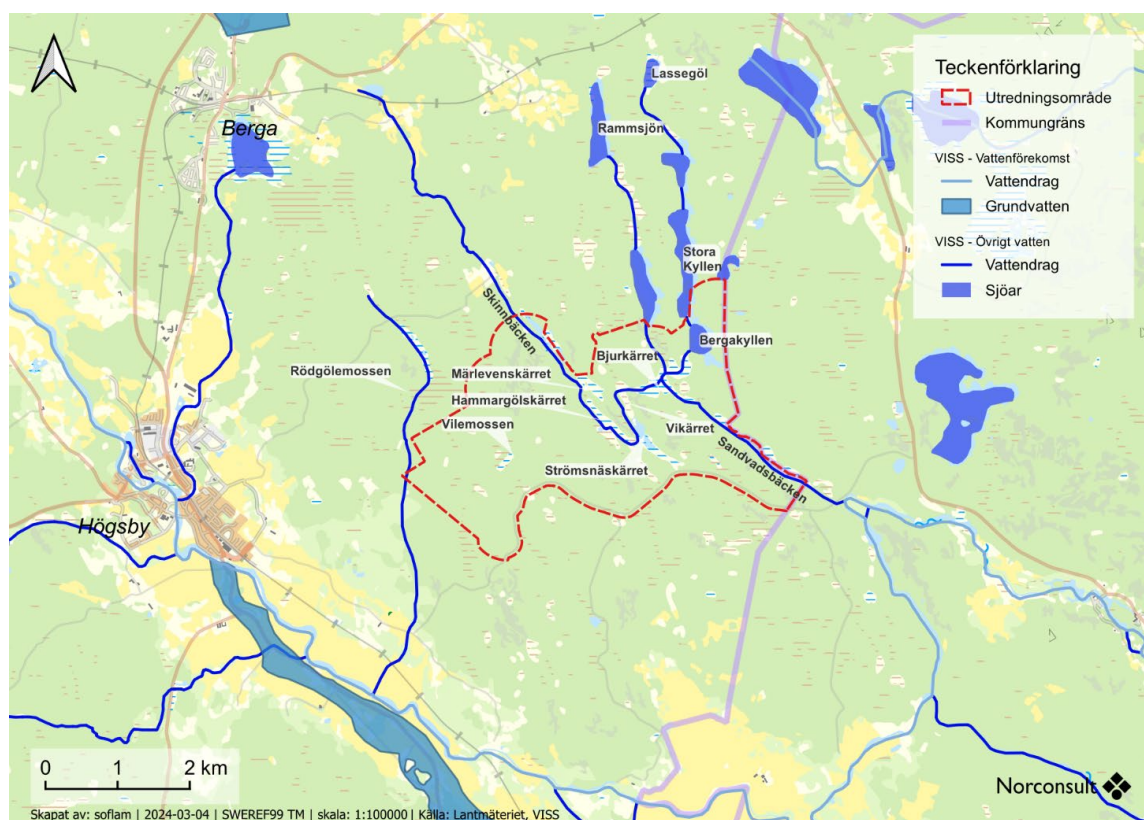 Teckenförklaring
Utredningsområde
Kommungräns
VISS - Vattenförekomst
Vattendrag
Grundvatten
VISS - Övrigt vatten
Vattendrag
Sjöar
Lassegöl
Berga
Rammsjön
Stora
Kyllen
Skinnbäcken
Bergakyllen
Bjurkärret
Rödgölemossen
Märlevenskärret
Hammargölskärret
Vilemossen
Vikärret
Sandvadsbäcken
Strömsnäskärret
Högsby
0 1 2 km
Norconsult
Skapat av: soflam | 2024-03-04 | SWEREF99 TM | skala: 1:100000 | Källa: Lantmäteriet, VISS